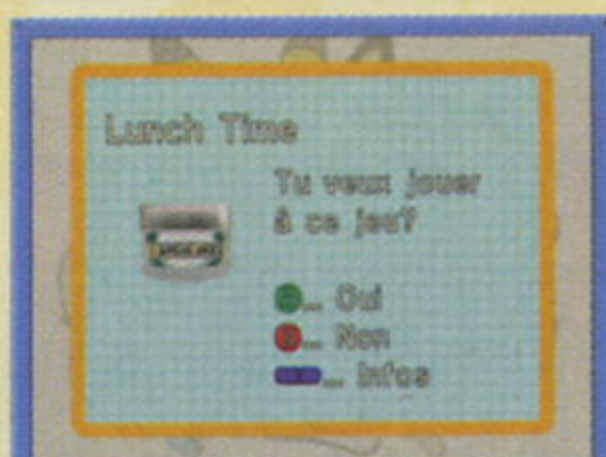 Lunch Time
Tu veux jouer
à ce jeu?
... Oui
... Non
... Infos